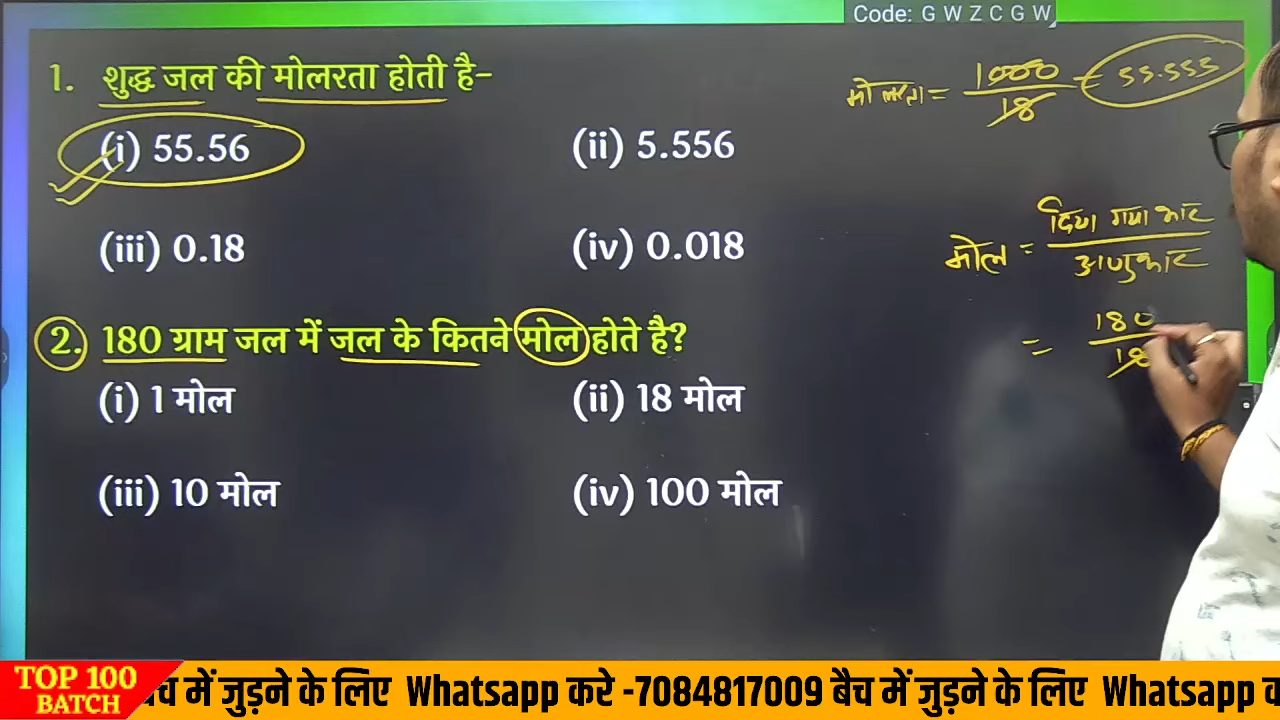 Code: G W Z C G W
1. शुद्ध जल की मोलरता होती है-
(i) 55.56
(ii) 5.556
(iii) 0.18
(iv) 0.018
मोलरता = 1000 / 18 = 55.555
2. 180 ग्राम जल में जल के कितने मोल होते है?
(i) 1 मोल
(ii) 18 मोल
(iii) 10 मोल
(iv) 100 मोल
मोल = दिया गया भार / अणुभार
= 180 / 18
TOP 100
BATCH
में जुड़ने के लिए Whatsapp करे -7084817009 बैच में जुड़ने के लिए Whatsapp